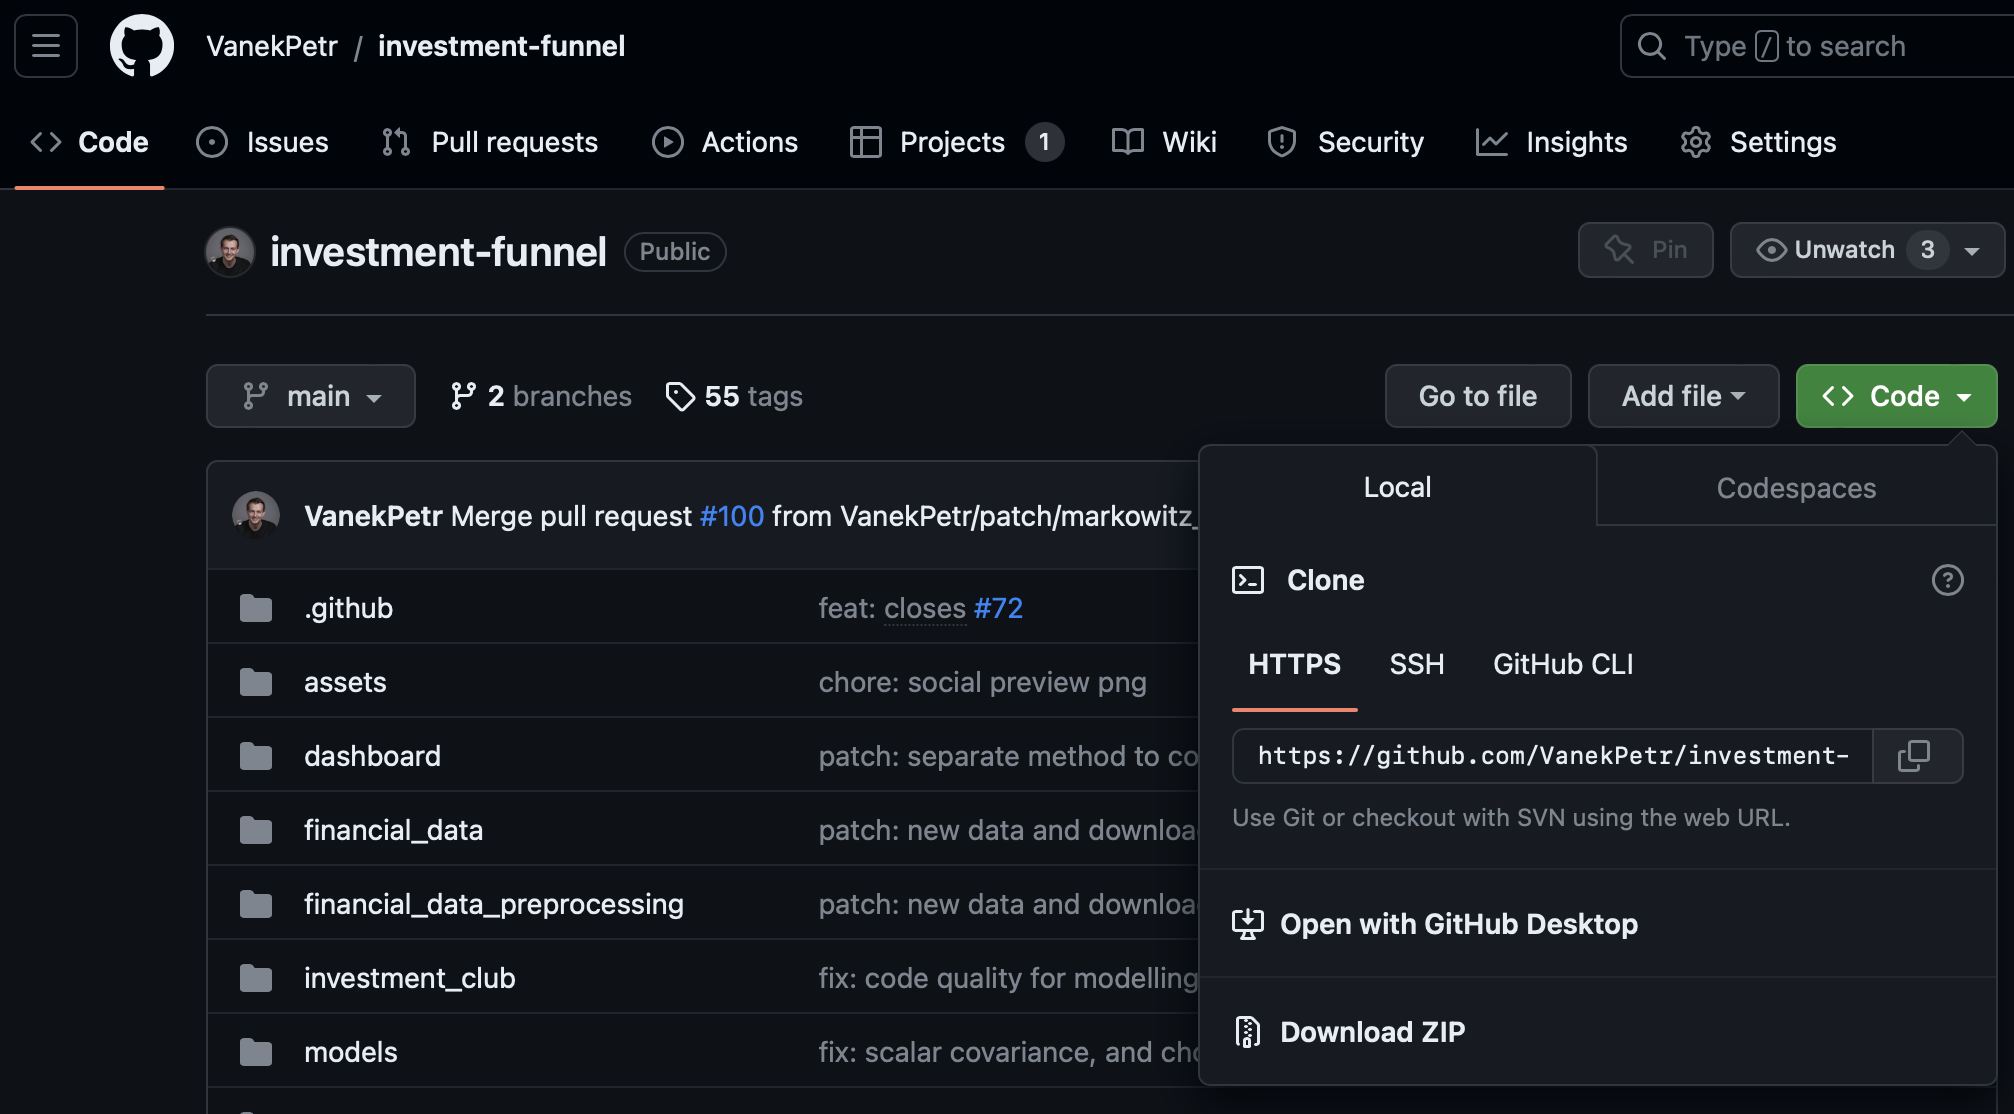 VanekPetr / investment-funnel
Type / to search
Code
Issues
Pull requests
Actions
Projects 1
Wiki
Security
Insights
Settings
investment-funnel Public
Pin
Unwatch 3
main
2 branches
55 tags
Go to file
Add file
Code
VanekPetr Merge pull request #100 from VanekPetr/patch/markowitz_
.github feat: closes #72
assets chore: social preview png
dashboard patch: separate method to co
financial_data patch: new data and downloa
financial_data_preprocessing patch: new data and downloa
investment_club fix: code quality for modelling
models fix: scalar covariance, and cho
Local
Codespaces
Clone
HTTPS
SSH
GitHub CLI
https://github.com/VanekPetr/investment-
Use Git or checkout with SVN using the web URL.
Open with GitHub Desktop
Download ZIP